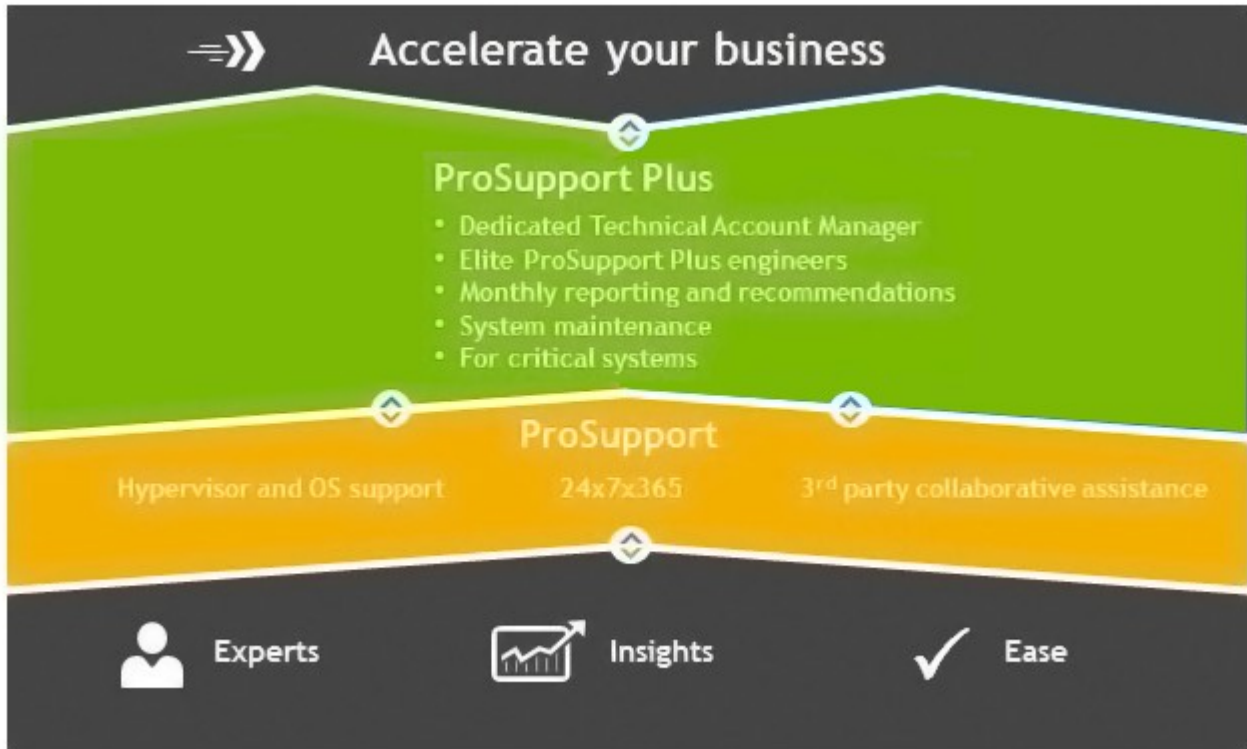 Accelerate your business
ProSupport Plus
• Dedicated Technical Account Manager
• Elite ProSupport Plus engineers
• Monthly reporting and recommendations
• System maintenance
• For critical systems
ProSupport
Hypervisor and OS support 24x7x365 3rd party collaborative assistance
Experts Insights Ease